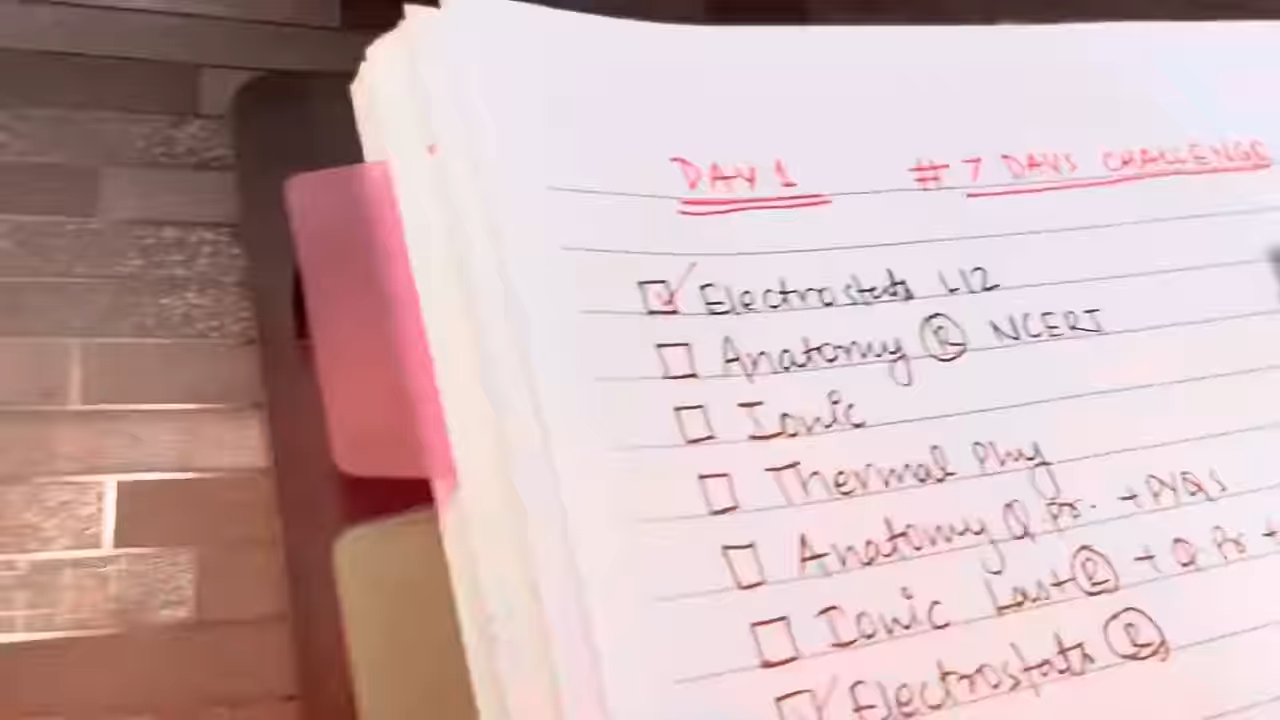 DAY 1 # 7 DAYS CHALLENGE
Electrostats L12
Anatomy Ⓡ NCERT
Ionic
Thermal Phy
Anatomy Q Pr. + PYQs
Ionic Last Ⓡ + Q Pr +
Electrostats Ⓡ